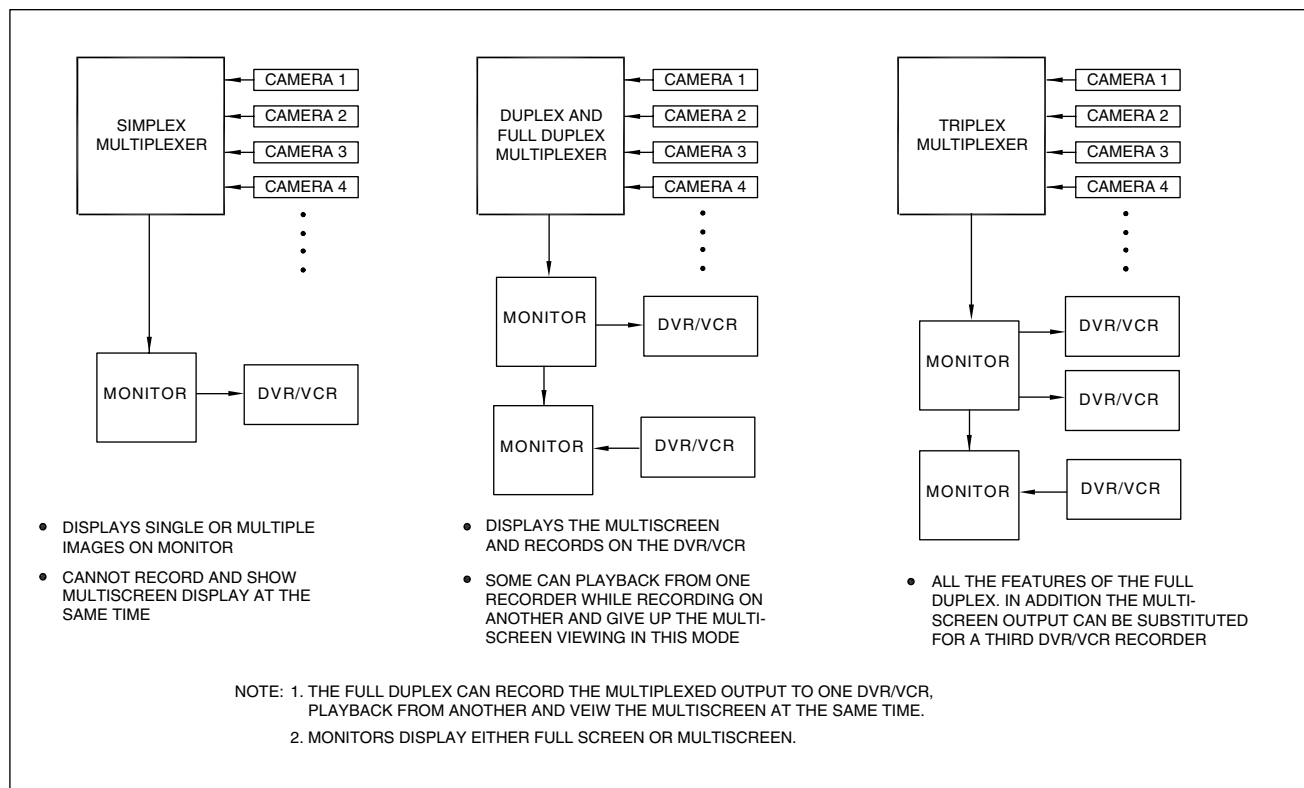 SIMPLEX
MULTIPLEXER
CAMERA 1
CAMERA 2
CAMERA 3
CAMERA 4
MONITOR
DVR/VCR
• DISPLAYS SINGLE OR MULTIPLE
IMAGES ON MONITOR
• CANNOT RECORD AND SHOW
MULTISCREEN DISPLAY AT THE
SAME TIME
DUPLEX AND
FULL DUPLEX
MULTIPLEXER
CAMERA 1
CAMERA 2
CAMERA 3
CAMERA 4
MONITOR
DVR/VCR
MONITOR
DVR/VCR
• DISPLAYS THE MULTISCREEN
AND RECORDS ON THE DVR/VCR
• SOME CAN PLAYBACK FROM ONE
RECORDER WHILE RECORDING ON
ANOTHER AND GIVE UP THE MULTI-
SCREEN VIEWING IN THIS MODE
TRIPLEX
MULTIPLEXER
CAMERA 1
CAMERA 2
CAMERA 3
CAMERA 4
MONITOR
DVR/VCR
DVR/VCR
MONITOR
DVR/VCR
• ALL THE FEATURES OF THE FULL
DUPLEX. IN ADDITION THE MULTI-
SCREEN OUTPUT CAN BE SUBSTITUTED
FOR A THIRD DVR/VCR RECORDER
NOTE: 1. THE FULL DUPLEX CAN RECORD THE MULTIPLEXED OUTPUT TO ONE DVR/VCR,
PLAYBACK FROM ANOTHER AND VEIW THE MULTISCREEN AT THE SAME TIME.
2. MONITORS DISPLAY EITHER FULL SCREEN OR MULTISCREEN.